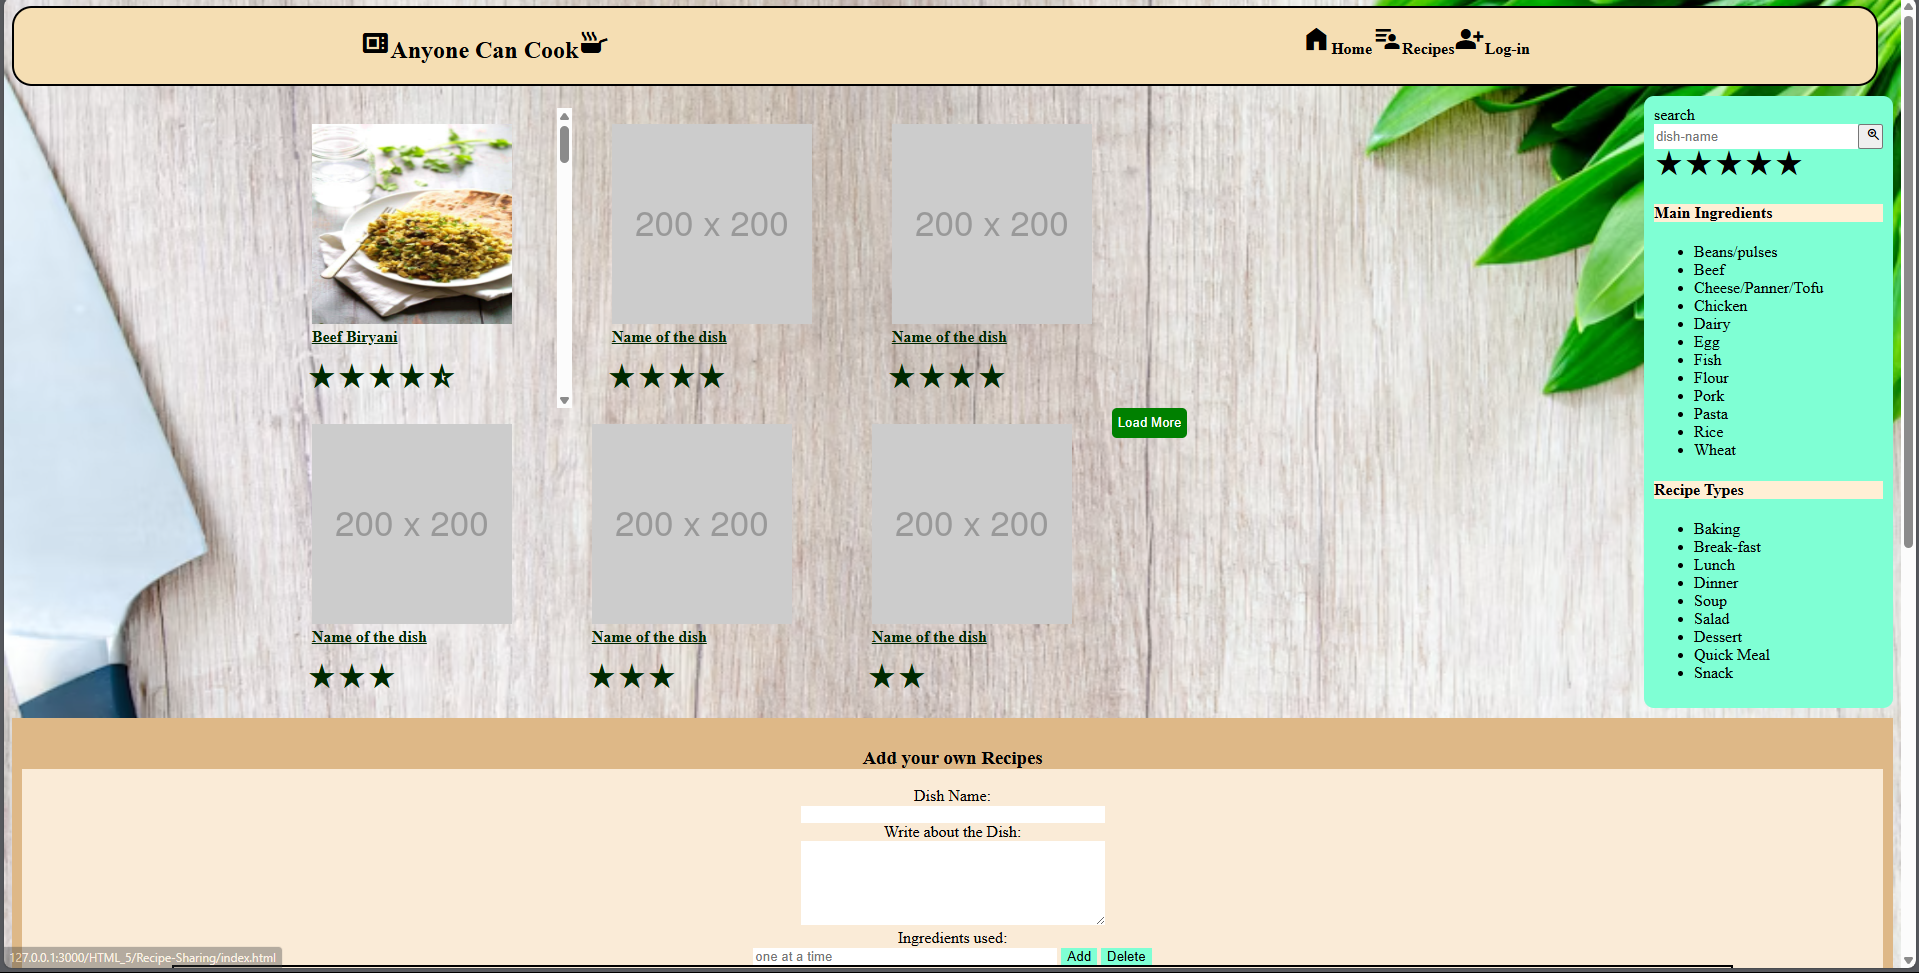 Anyone Can Cook
Home Recipes Log-in
search
dish-name
Main Ingredients
Beans/pulses
Beef
Cheese/Panner/Tofu
Chicken
Dairy
Egg
Fish
Flour
Pork
Pasta
Rice
Wheat
Recipe Types
Baking
Break-fast
Lunch
Dinner
Soup
Salad
Dessert
Quick Meal
Snack
200 x 200
200 x 200
Beef Biryani
Name of the dish
Name of the dish
Load More
200 x 200
200 x 200
200 x 200
Name of the dish
Name of the dish
Name of the dish
Add your own Recipes
Dish Name:
Write about the Dish:
Ingredients used:
one at a time Add Delete
127.0.0.1:3000/HTML_5/Recipe-Sharing/index.html